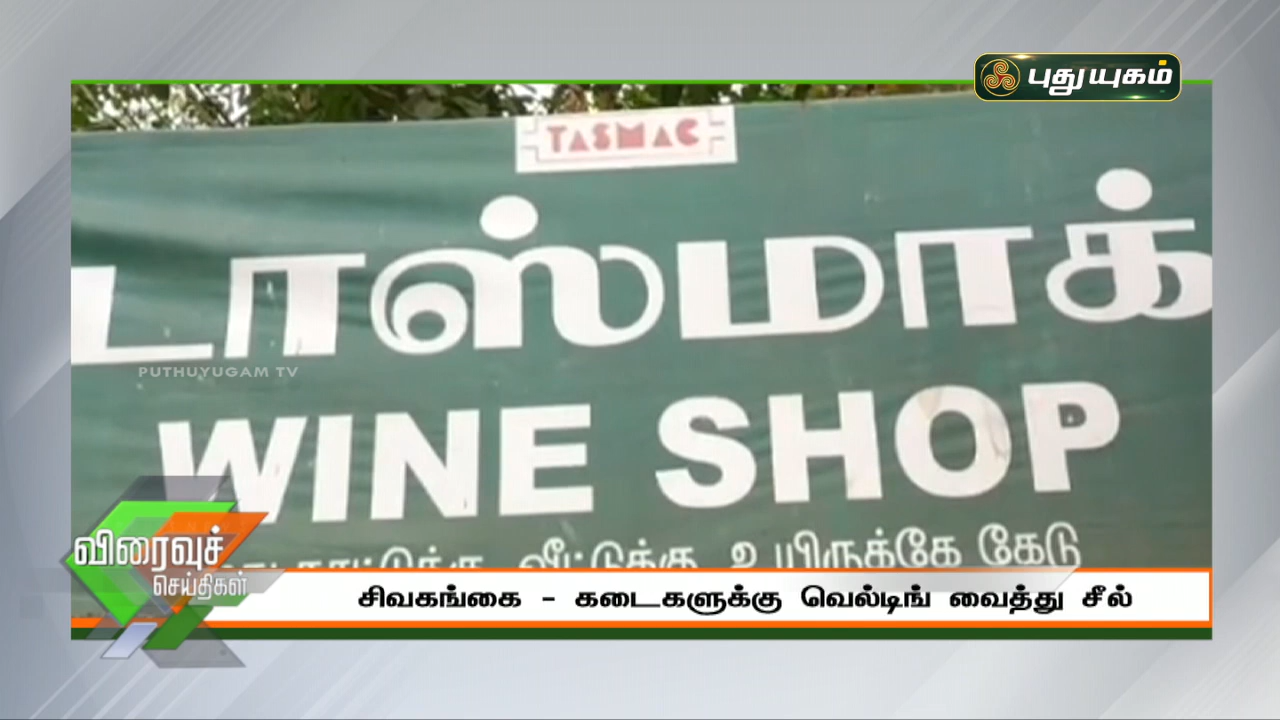 புதுயுகம்
TASMAC
டாஸ்மாக்
PUTHUYUGAM TV
WINE SHOP
வீட்டுக்கு உயிருக்கே கேடு
விரைவுச்
செய்திகள்
சிவகங்கை - கடைகளுக்கு வெல்டிங் வைத்து சீல்